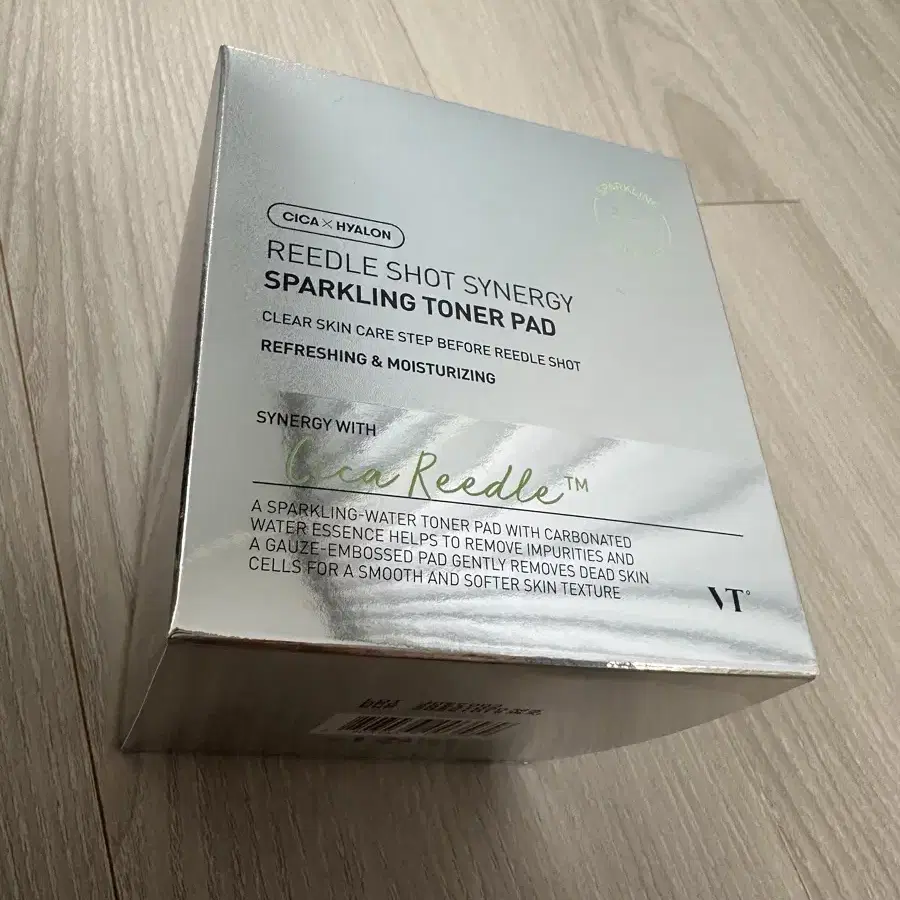 CICA × HYALON
REEDLE SHOT SYNERGY
SPARKLING TONER PAD
CLEAR SKIN CARE STEP BEFORE REEDLE SHOT
REFRESHING & MOISTURIZING
SPARKLING
SYNERGY WITH
Cica Reedle™
A SPARKLING-WATER TONER PAD WITH CARBONATED
WATER ESSENCE HELPS TO REMOVE IMPURITIES AND
A GAUZE-EMBOSSED PAD GENTLY REMOVES DEAD SKIN
CELLS FOR A SMOOTH AND SOFTER SKIN TEXTURE
VT°